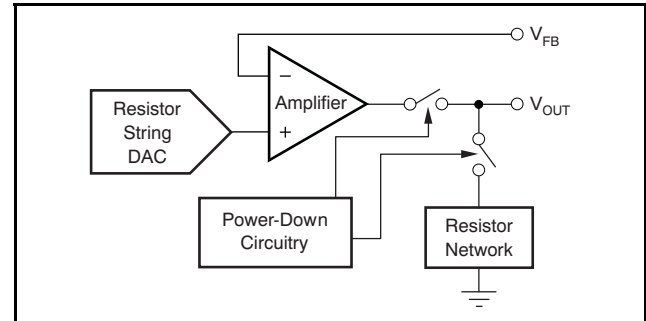 V_FB
−
Amplifier
+
Resistor
String
DAC
V_OUT
Power-Down
Circuitry
Resistor
Network